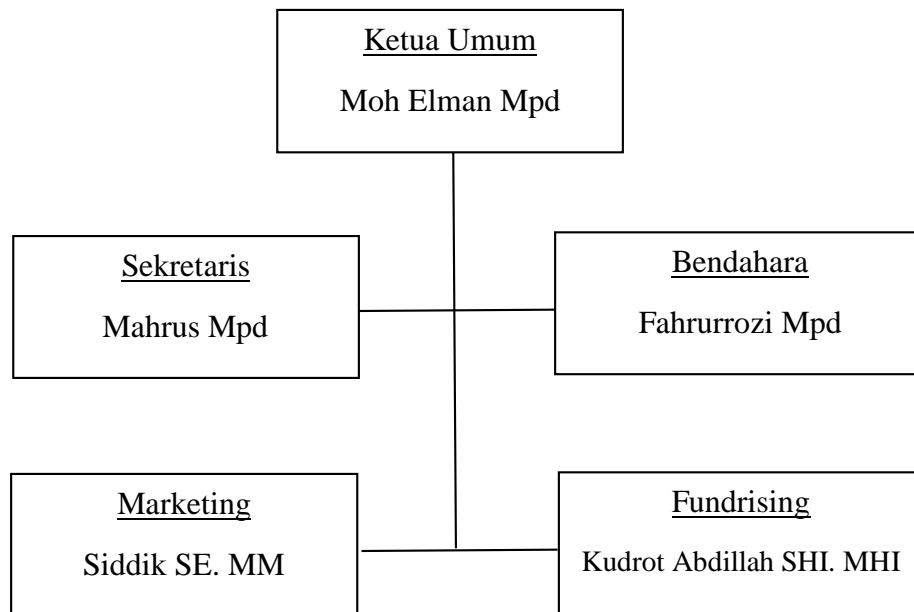 Ketua Umum
Moh Elman Mpd
Sekretaris
Mahrus Mpd
Bendahara
Fahrurrozi Mpd
Marketing
Siddik SE. MM
Fundrising
Kudrot Abdillah SHI. MHI